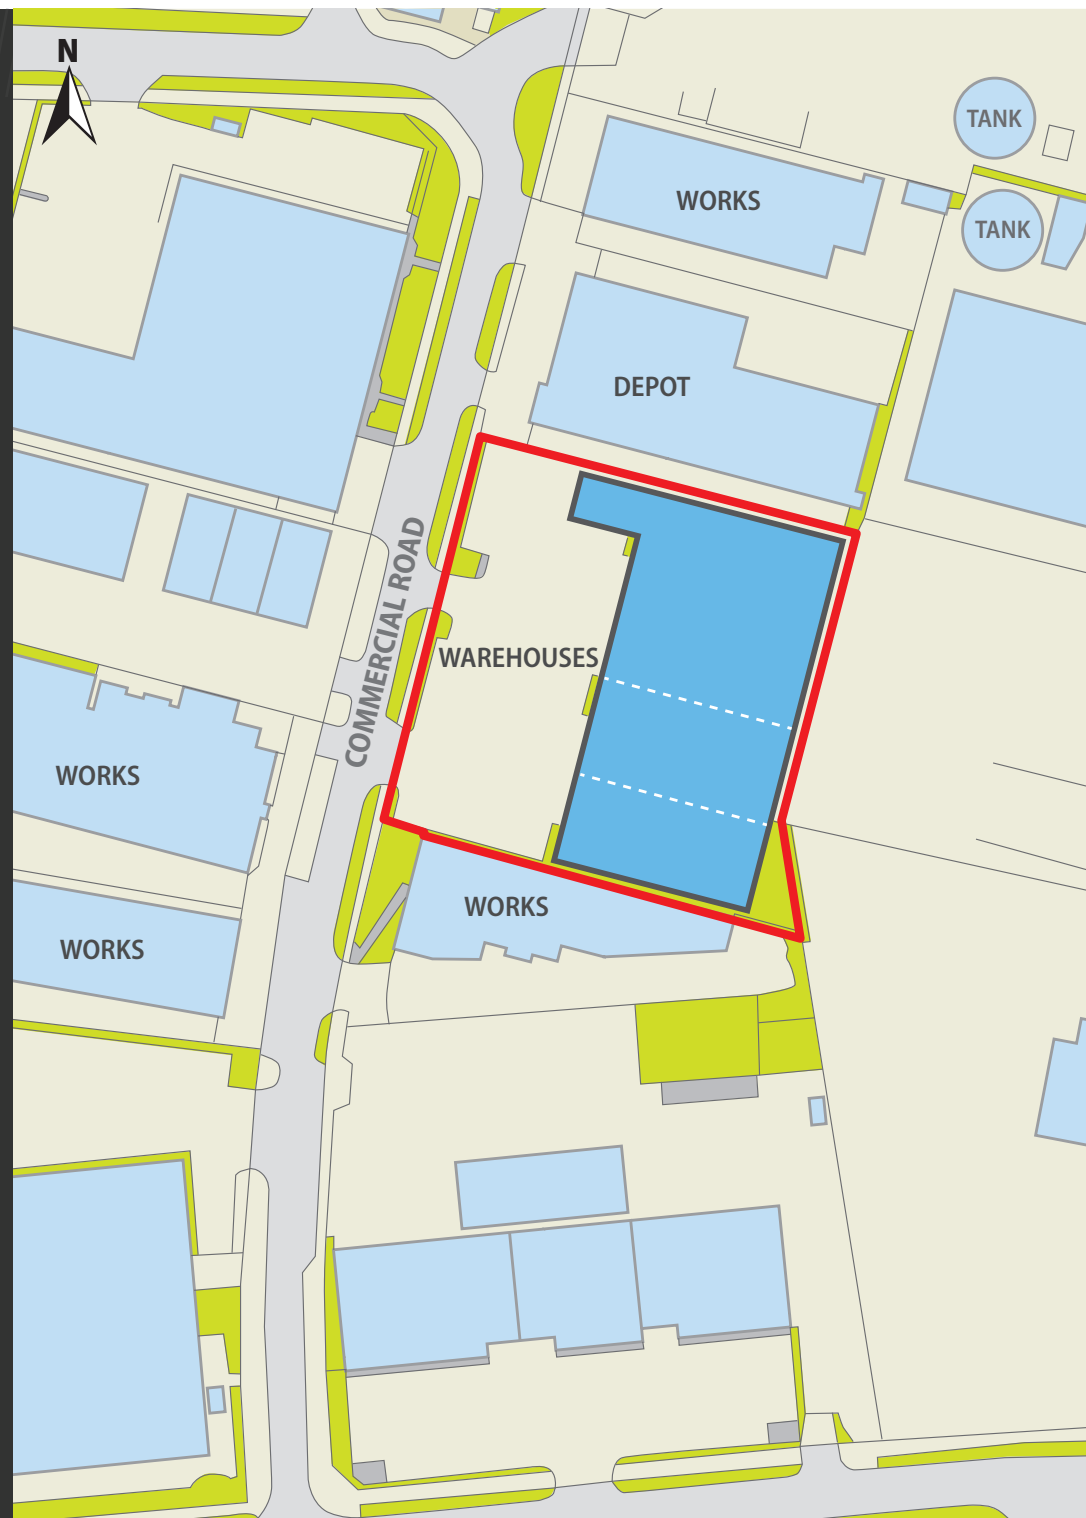 N
TANK
WORKS
TANK
DEPOT
COMMERCIAL ROAD
WAREHOUSES
WORKS
WORKS
WORKS